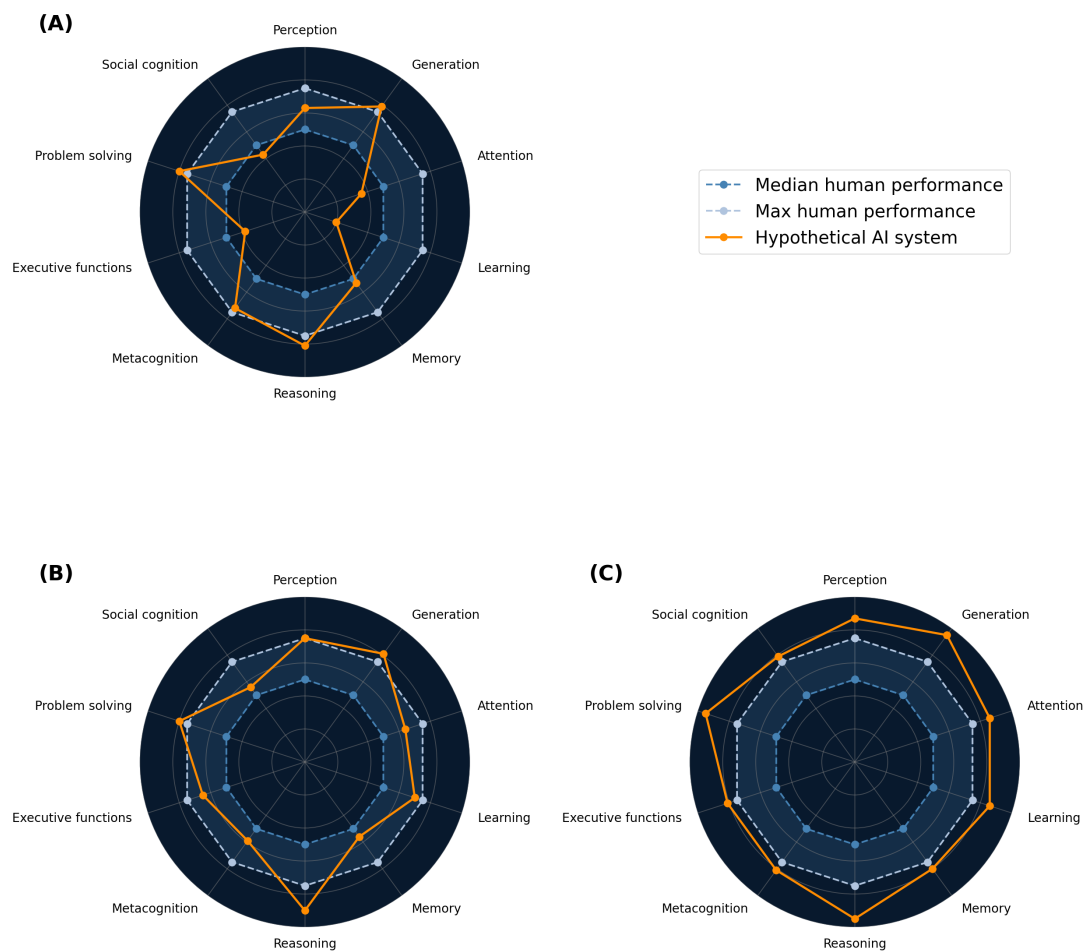 (A)
Perception
Social cognition
Generation
Problem solving
Attention
Executive functions
Learning
Metacognition
Memory
Reasoning
Median human performance
Max human performance
Hypothetical AI system
(B)
Perception
Social cognition
Generation
Problem solving
Attention
Executive functions
Learning
Metacognition
Memory
Reasoning
(C)
Perception
Social cognition
Generation
Problem solving
Attention
Executive functions
Learning
Metacognition
Memory
Reasoning